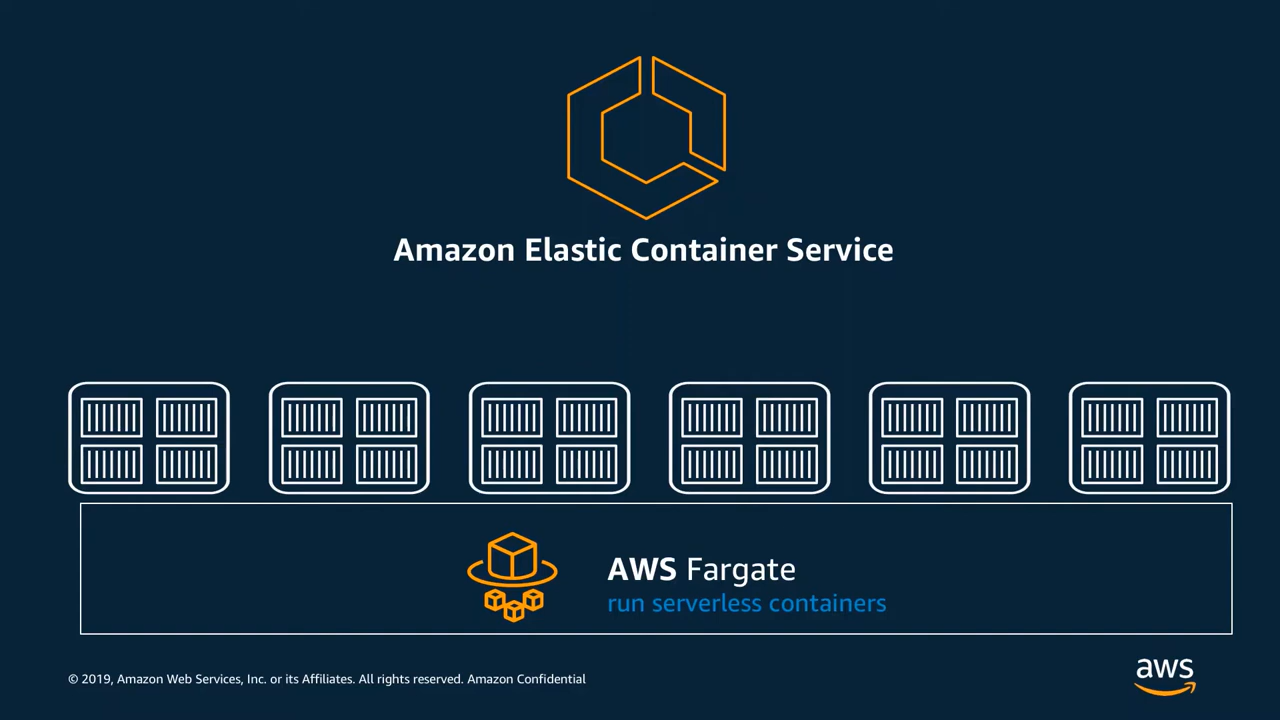 Amazon Elastic Container Service
AWS Fargate
run serverless containers
© 2019, Amazon Web Services, Inc. or its Affiliates. All rights reserved. Amazon Confidential
aws